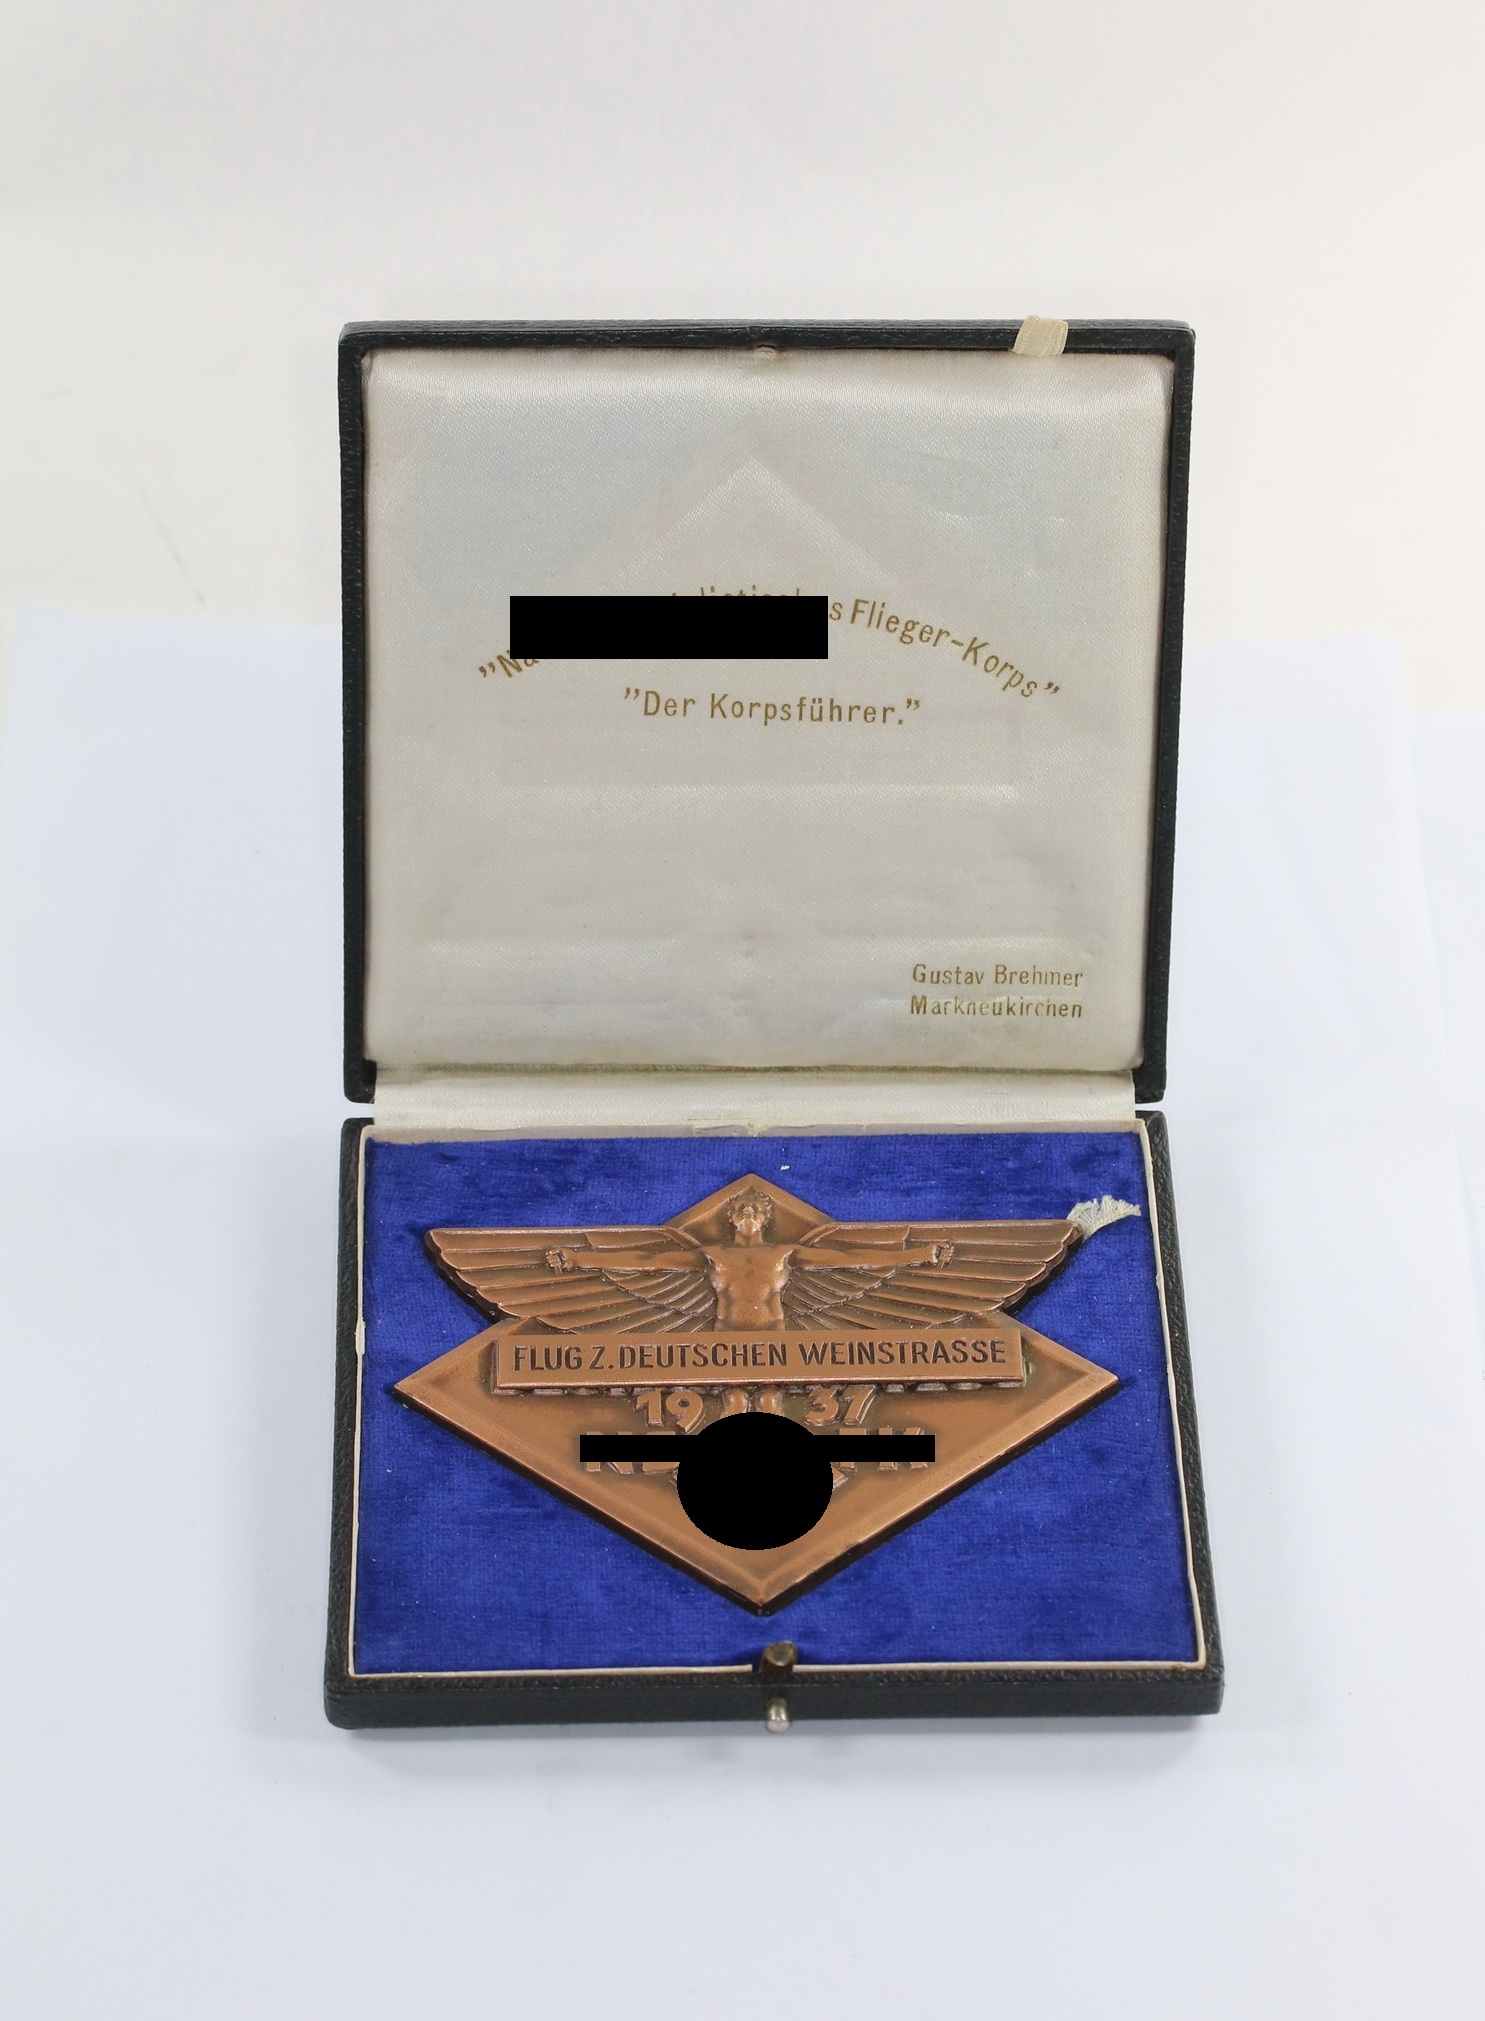 s Flieger-Korps"
"Der Korpsführer."
Gustav Brehmer
Markneukirchen
FLUG Z. DEUTSCHEN WEINSTRASSE
19 37